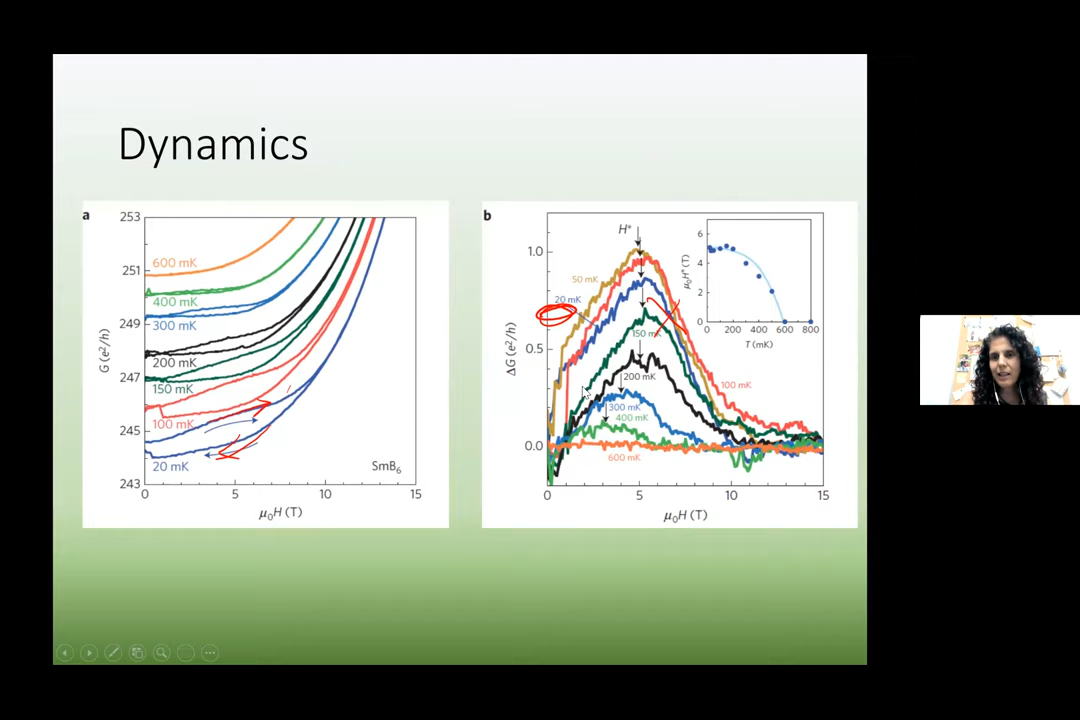 Dynamics
a
253
251
249
247
245
243
G (e²/h)
600 mK
400 mK
300 mK
200 mK
150 mK
100 mK
20 mK
SmB₆
0 5 10 15
μ₀H (T)
b
1.0
0.5
0.0
ΔG (e²/h)
H*
50 mK
20 mK
150 mK
100 mK
200 mK
300 mK
400 mK
600 mK
0 5 10 15
μ₀H (T)
6
4
2
0
μ₀H* (T)
0 200 400 600 800
T (mK)